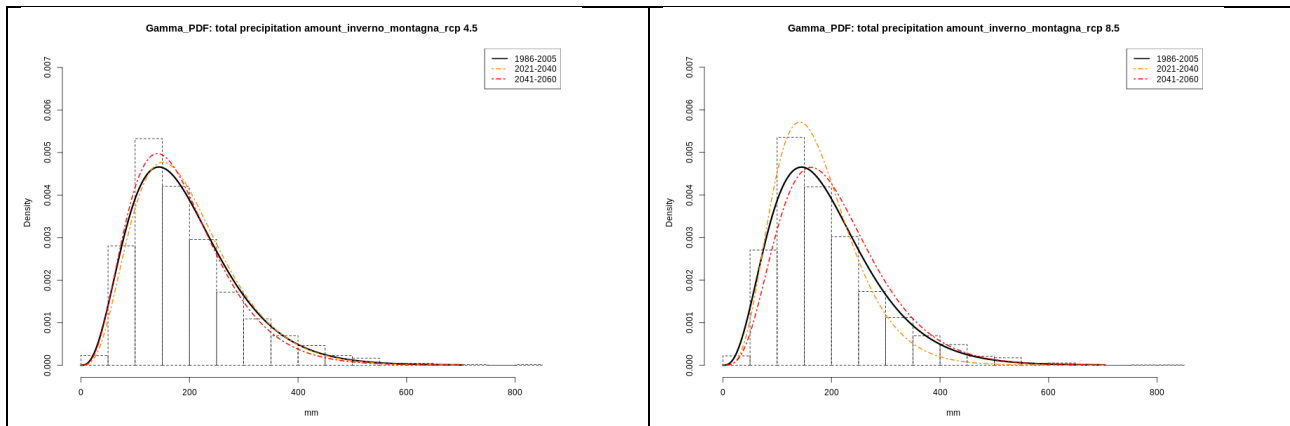 Gamma_PDF: total precipitation amount_inverno_montagna_rcp 4.5
1986-2005
2021-2040
2041-2060
0.007
0.006
0.005
0.004
0.003
0.002
0.001
0.000
Density
0 200 400 600 800
mm
Gamma_PDF: total precipitation amount_inverno_montagna_rcp 8.5
1986-2005
2021-2040
2041-2060
0.007
0.006
0.005
0.004
0.003
0.002
0.001
0.000
Density
0 200 400 600 800
mm